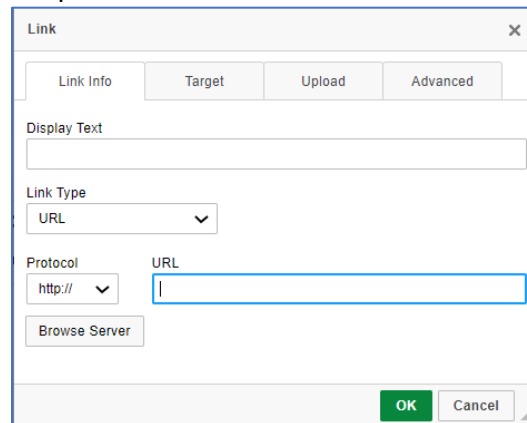 Link
Link Info Target Upload Advanced
Display Text
Link Type
URL
Protocol URL
http://
Browse Server
OK Cancel